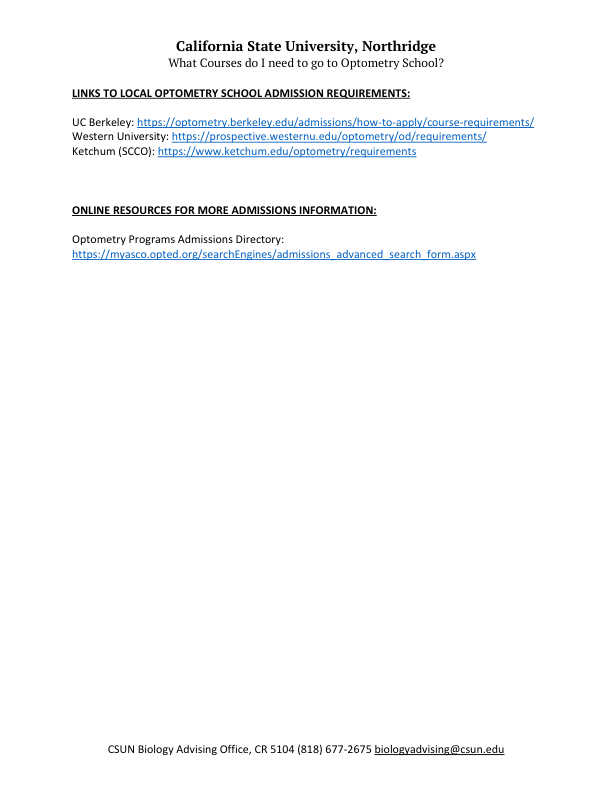 California State University, Northridge
What Courses do I need to go to Optometry School?
LINKS TO LOCAL OPTOMETRY SCHOOL ADMISSION REQUIREMENTS:
UC Berkeley: https://optometry.berkeley.edu/admissions/how-to-apply/course-requirements/
Western University: https://prospective.westernu.edu/optometry/od/requirements/
Ketchum (SCCO): https://www.ketchum.edu/optometry/requirements
ONLINE RESOURCES FOR MORE ADMISSIONS INFORMATION:
Optometry Programs Admissions Directory:
https://myasco.opted.org/searchEngines/admissions_advanced_search_form.aspx
CSUN Biology Advising Office, CR 5104 (818) 677-2675 biologyadvising@csun.edu